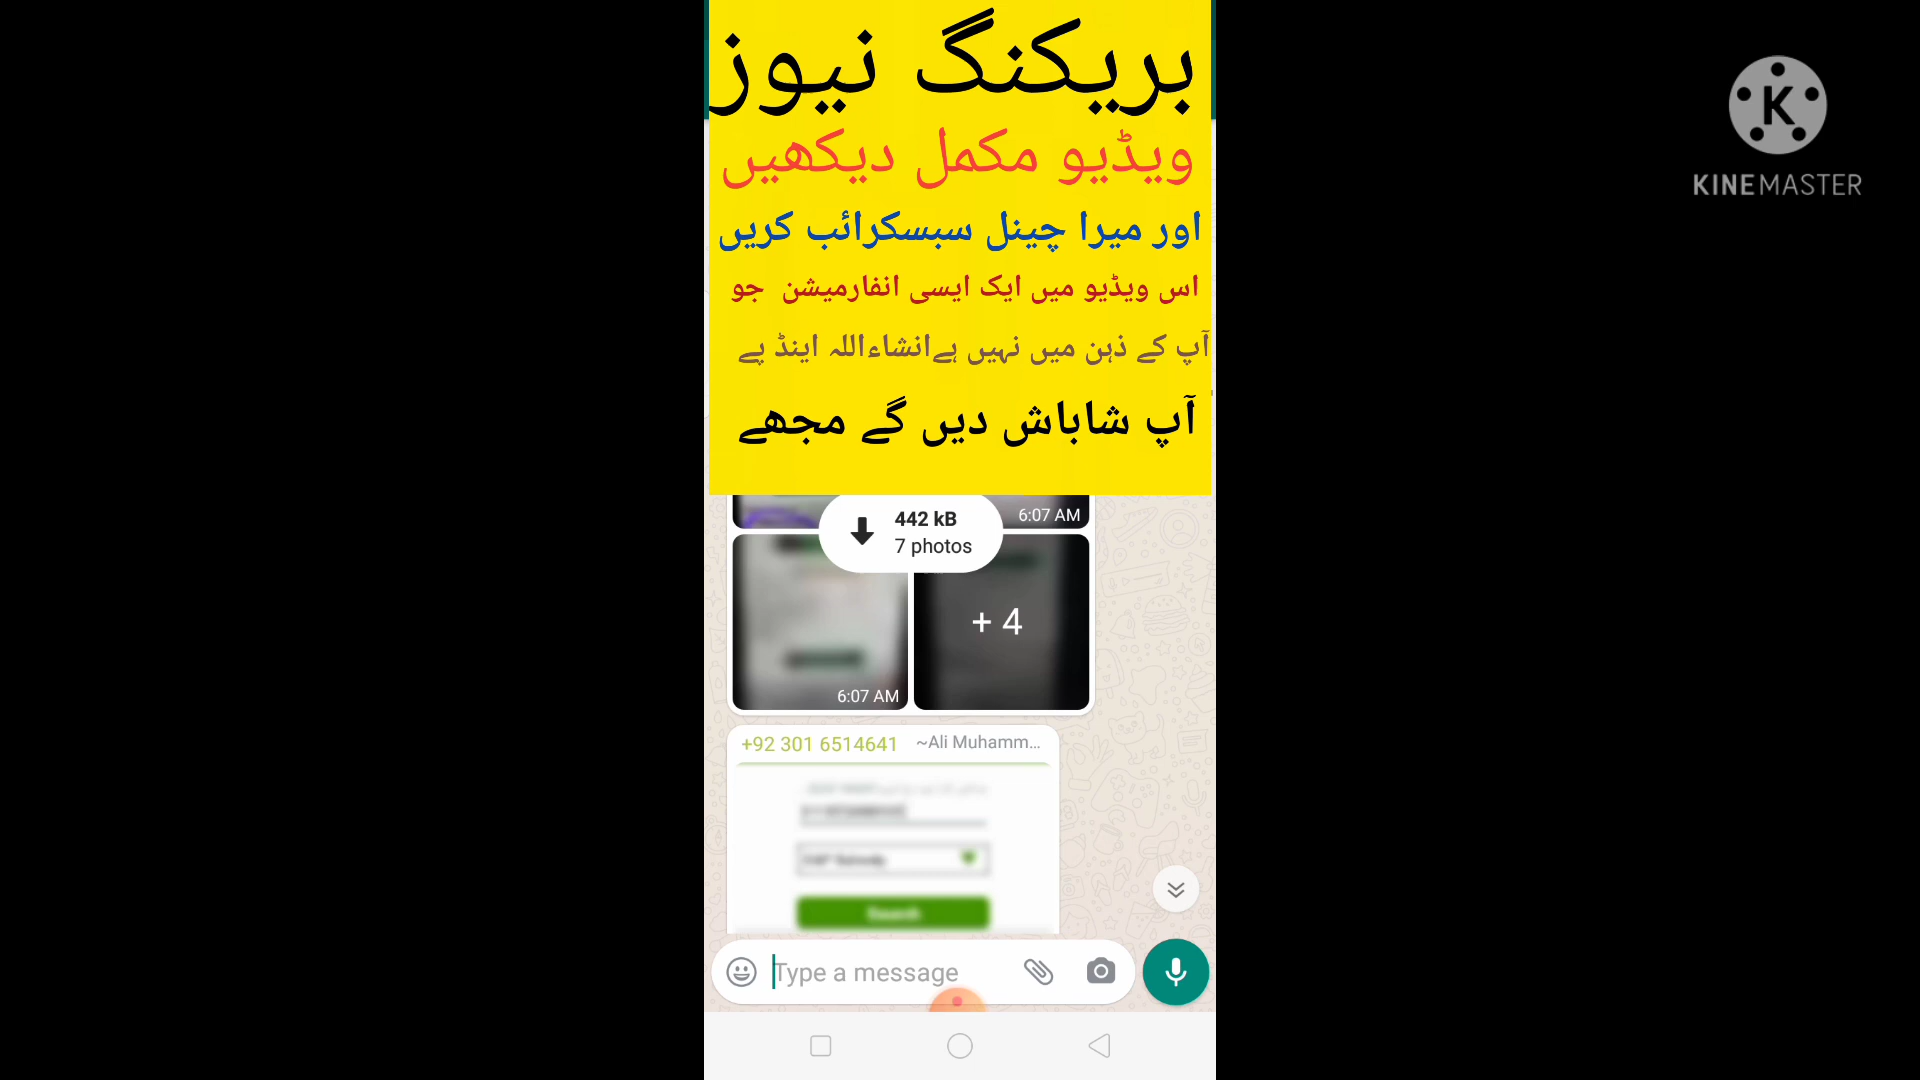 بریکنگ نیوز
ویڈیو مکمل دیکھیں
اور میرا چینل سبسکرائب کریں
اس ویڈیو میں ایک ایسی انفارمیشن جو
آپ کے ذہن میں نہیں ہےانشاءاللہ اینڈ پے
آپ شاباش دیں گے مجھے
K
KINEMASTER
442 kB
7 photos
6:07 AM
+ 4
6:07 AM
+92 301 6514641 ~Ali Muhamm...
Search
Type a message